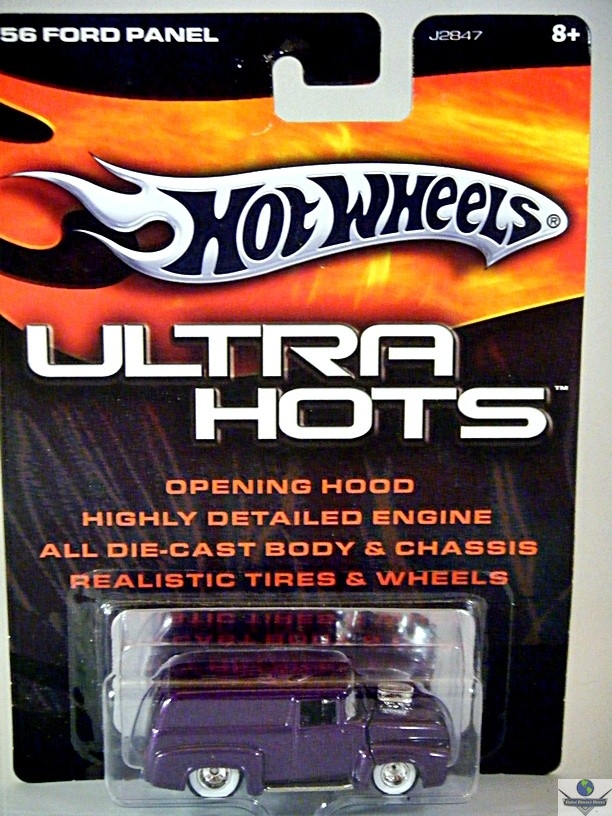 56 FORD PANEL
J2847
8+
HOT WHEELS®
ULTRA
HOTS™
OPENING HOOD
HIGHLY DETAILED ENGINE
ALL DIE-CAST BODY & CHASSIS
REALISTIC TIRES & WHEELS